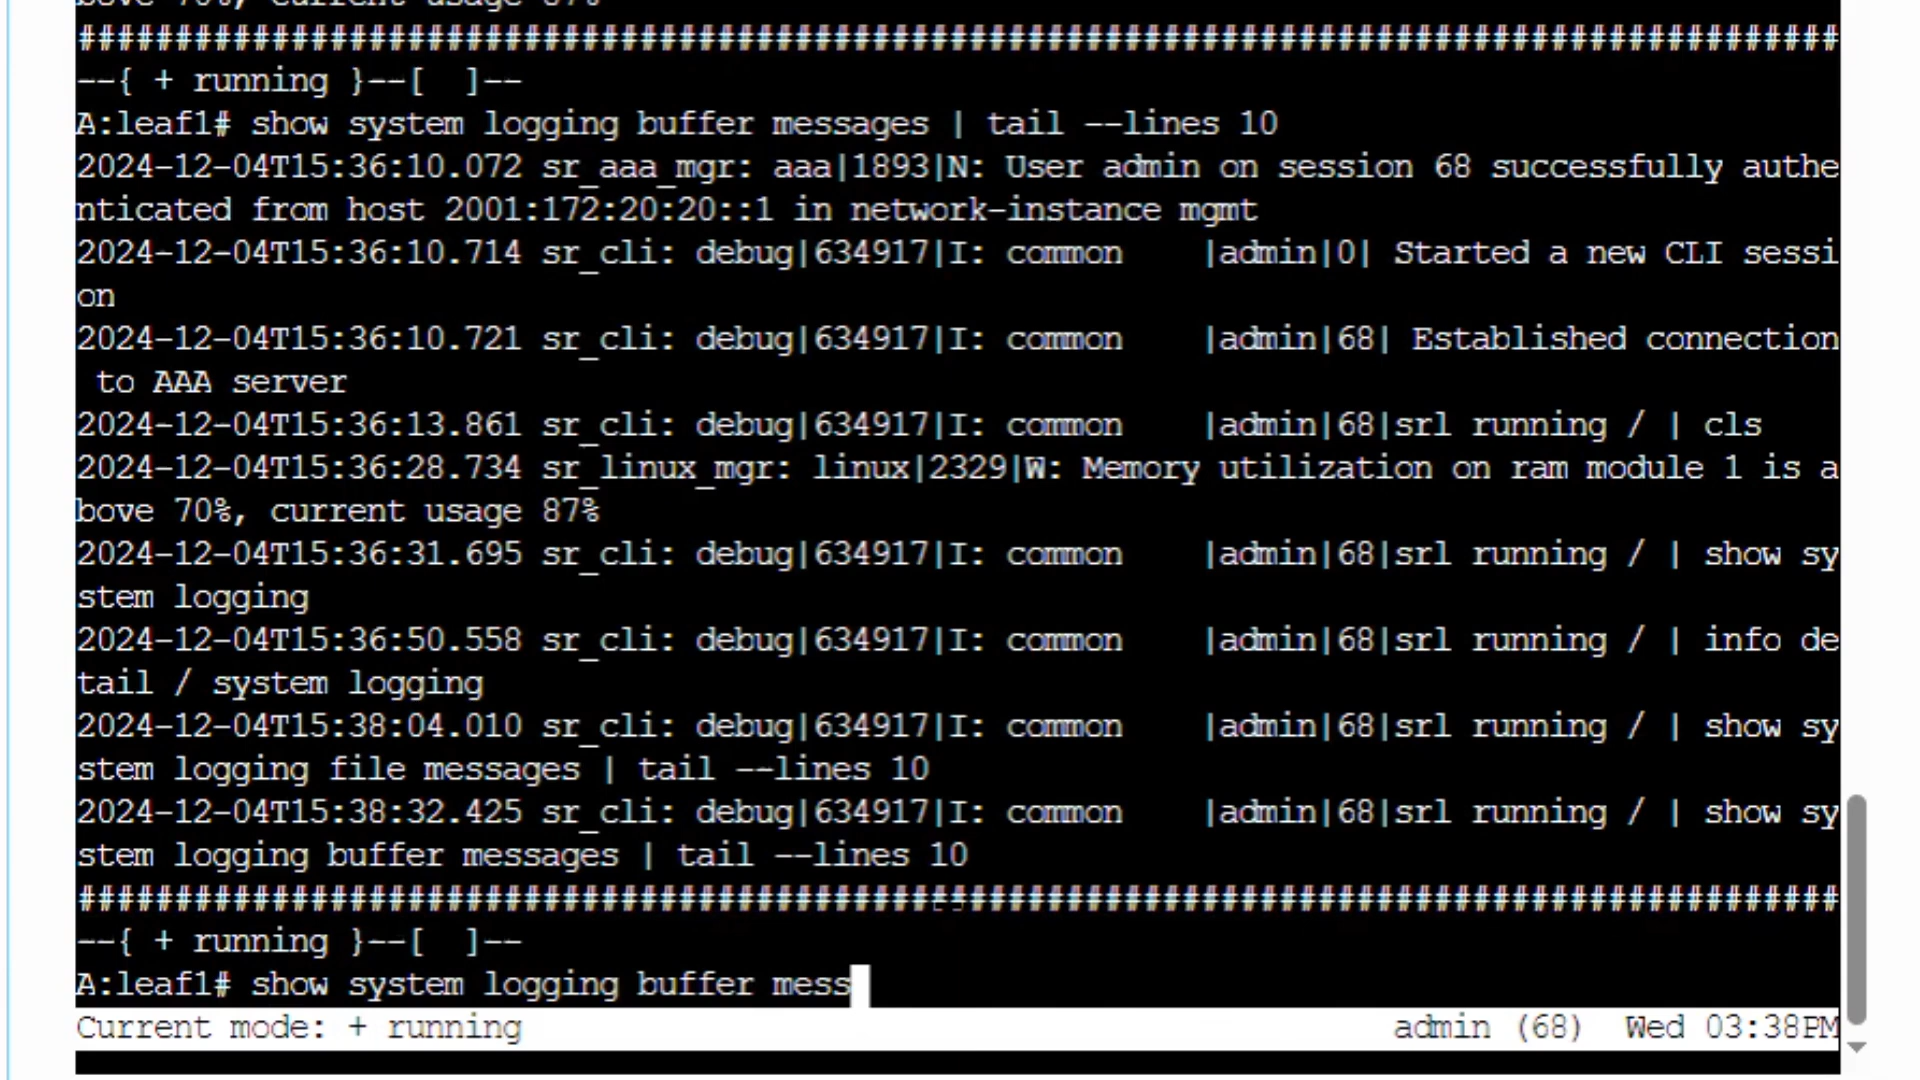 bove 70%, current usage 87%
###########################################################################################
--{ + running }--[  ]--
A:leaf1# show system logging buffer messages | tail --lines 10
2024-12-04T15:36:10.072 sr_aaa_mgr: aaa|1893|N: User admin on session 68 successfully authe
nticated from host 2001:172:20:20::1 in network-instance mgmt
2024-12-04T15:36:10.714 sr_cli: debug|634917|I: common    |admin|0| Started a new CLI sessi
on
2024-12-04T15:36:10.721 sr_cli: debug|634917|I: common    |admin|68| Established connection
 to AAA server
2024-12-04T15:36:13.861 sr_cli: debug|634917|I: common    |admin|68|srl running / | cls
2024-12-04T15:36:28.734 sr_linux_mgr: linux|2329|W: Memory utilization on ram module 1 is a
bove 70%, current usage 87%
2024-12-04T15:36:31.695 sr_cli: debug|634917|I: common    |admin|68|srl running / | show sy
stem logging
2024-12-04T15:36:50.558 sr_cli: debug|634917|I: common    |admin|68|srl running / | info de
tail / system logging
2024-12-04T15:38:04.010 sr_cli: debug|634917|I: common    |admin|68|srl running / | show sy
stem logging file messages | tail --lines 10
2024-12-04T15:38:32.425 sr_cli: debug|634917|I: common    |admin|68|srl running / | show sy
stem logging buffer messages | tail --lines 10
###########################################################################################
--{ + running }--[  ]--
A:leaf1# show system logging buffer mess
Current mode: + running    admin (68)  Wed 03:38PM